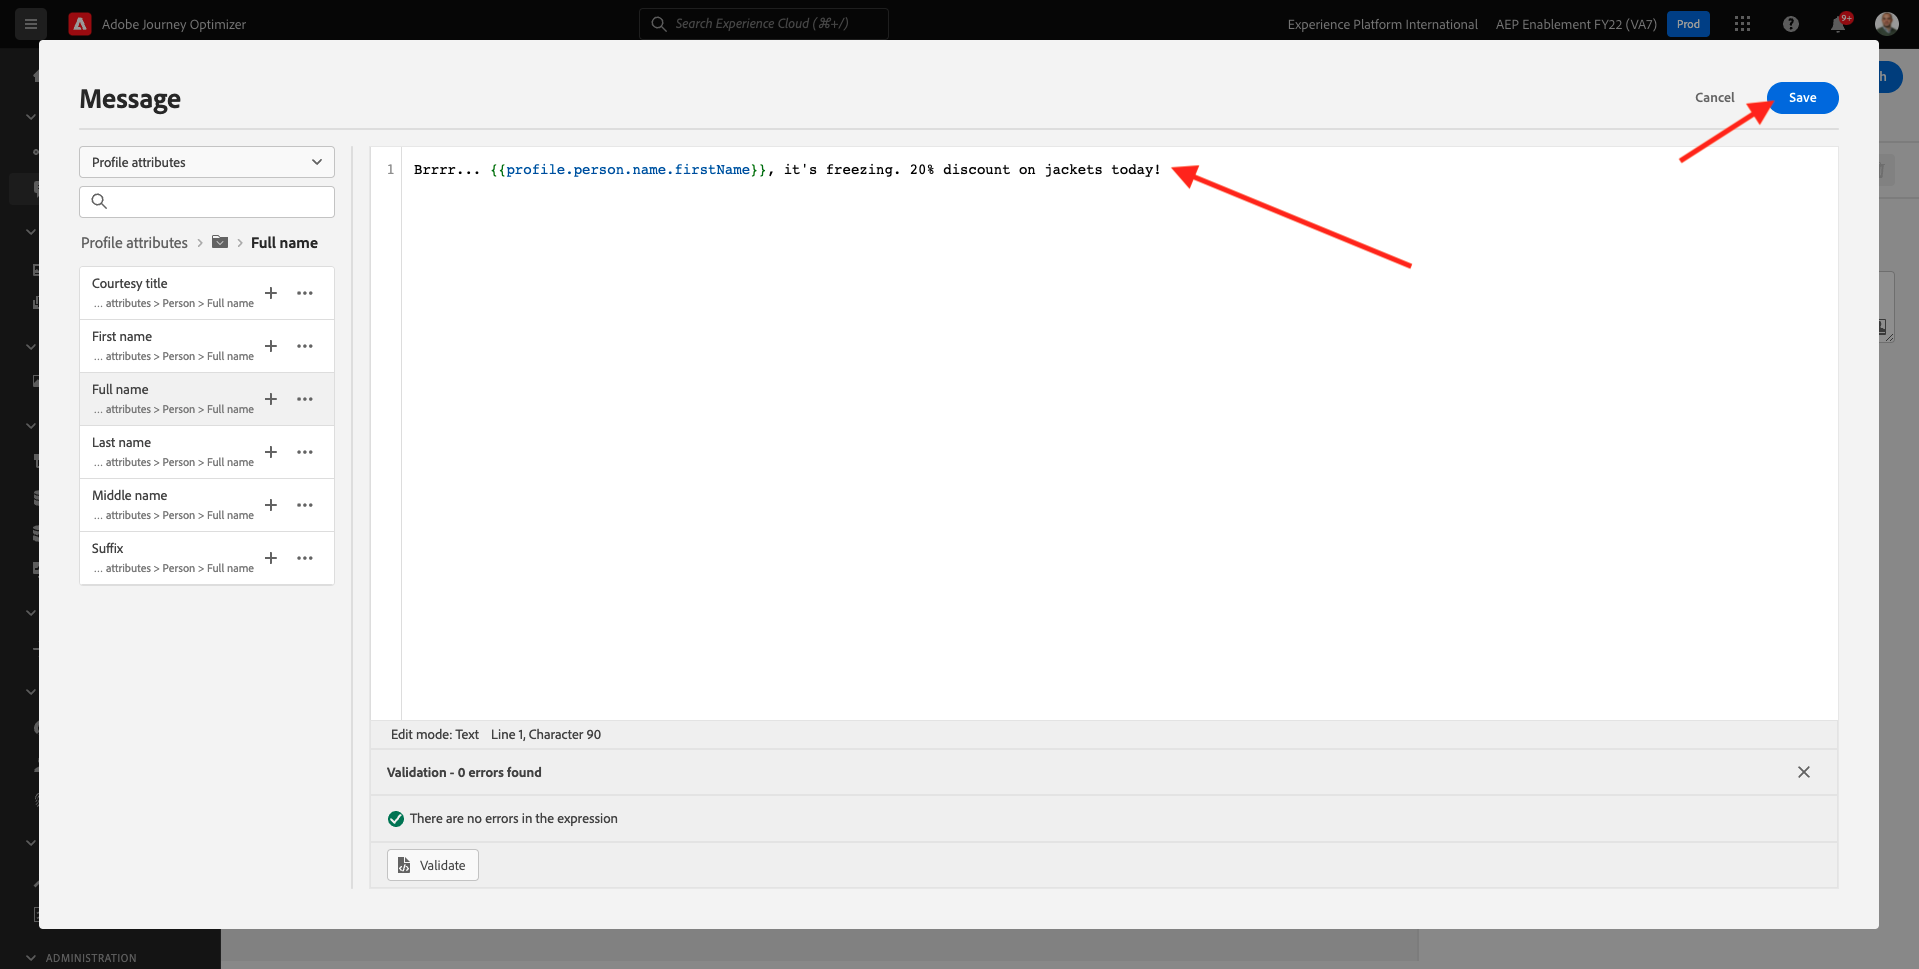 Adobe Journey Optimizer
Search Experience Cloud (⌘+/)
Experience Platform International
AEP Enablement FY22 (VA7)
Prod
9+
Message
Cancel
Save
h
Profile attributes
Profile attributes > > Full name
Courtesy title
... attributes > Person > Full name
First name
... attributes > Person > Full name
Full name
... attributes > Person > Full name
Last name
... attributes > Person > Full name
Middle name
... attributes > Person > Full name
Suffix
... attributes > Person > Full name
1 Brrrr... {{profile.person.name.firstName}}, it's freezing. 20% discount on jackets today!
Edit mode: Text Line 1, Character 90
Validation - 0 errors found
There are no errors in the expression
Validate
ADMINISTRATION